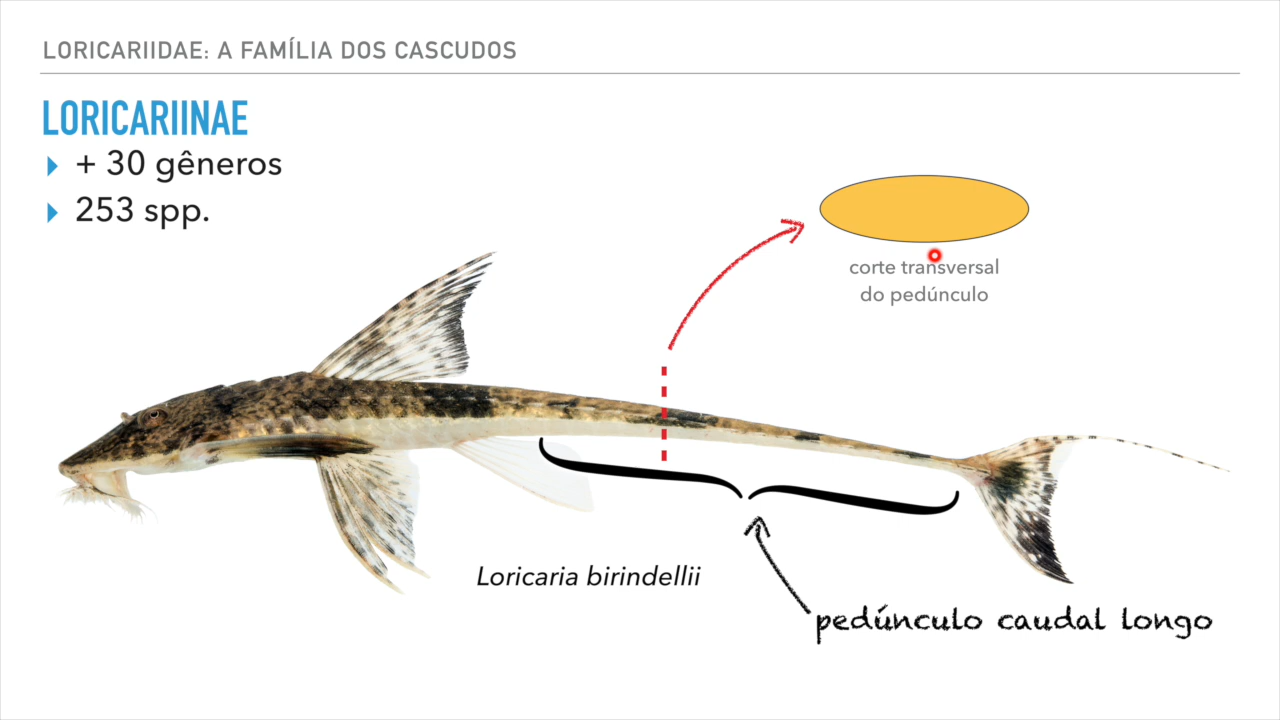 LORICARIIDAE: A FAMÍLIA DOS CASCUDOS
LORICARIINAE
+ 30 gêneros
253 spp.
corte transversal
do pedúnculo
Loricaria birindellii
pedúnculo caudal longo